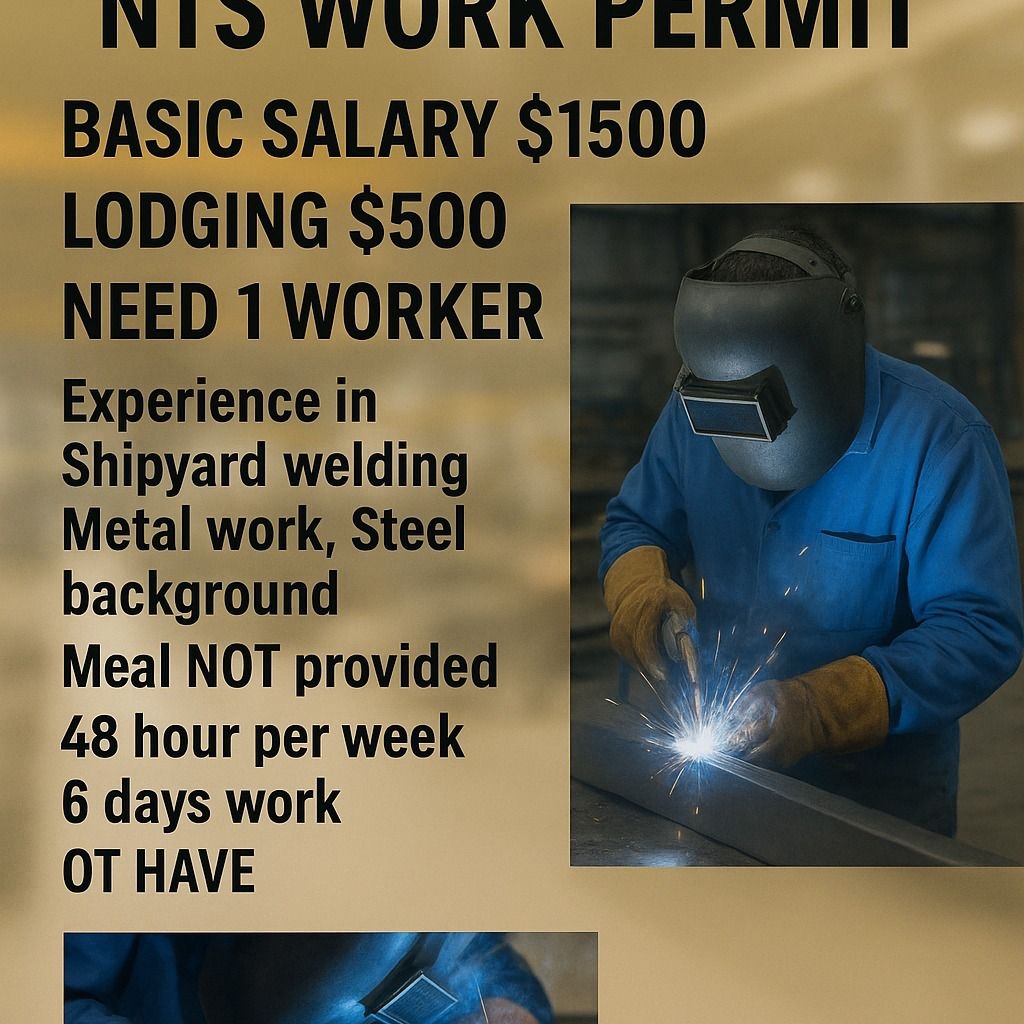 NTS WORK PERMIT
BASIC SALARY $1500
LODGING $500
NEED 1 WORKER
Experience in
Shipyard welding
Metal work, Steel
background
Meal NOT provided
48 hour per week
6 days work
OT HAVE